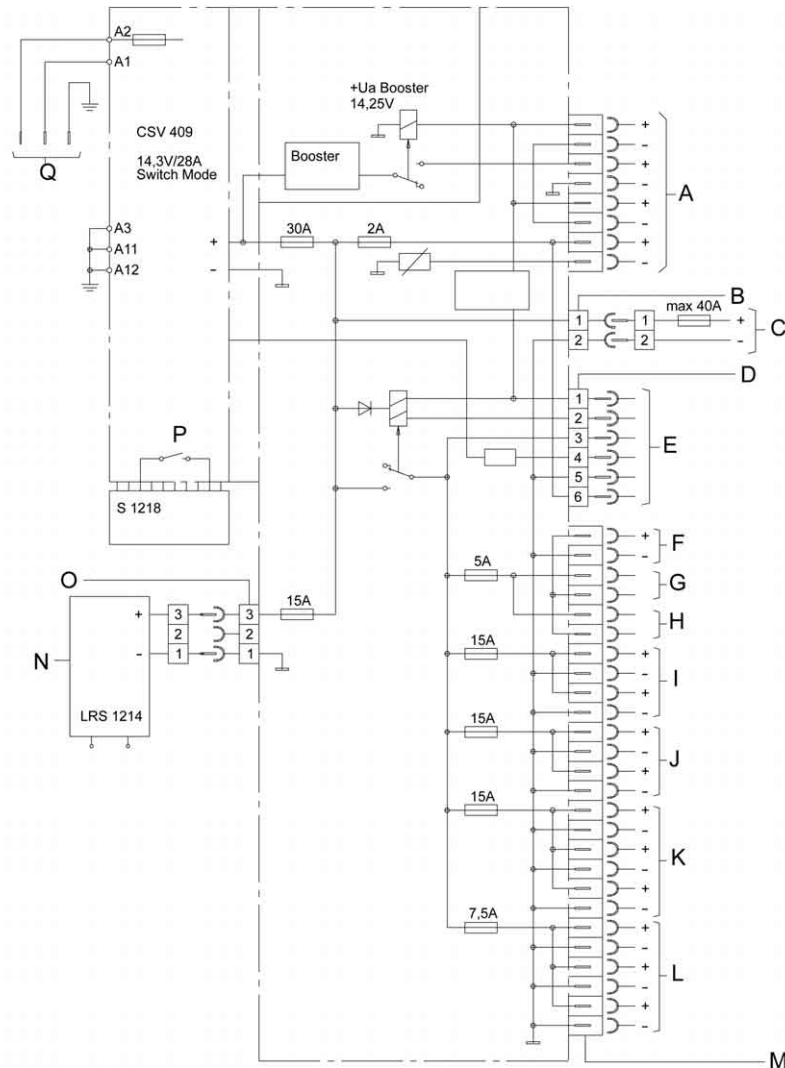 A2
A1
Q
CSV 409
14,3V/28A
Switch Mode
A3
A11
A12
+
-
+Ua Booster
14,25V
Booster
30A
2A
+
-
+
-
+
-
+
-
A
B
1
2
1
2
max 40A
+
-
C
D
1
2
3
4
5
6
E
P
S 1218
O
N
+
-
LRS 1214
3
2
1
3
2
1
15A
5A
15A
15A
15A
7,5A
+
-
F
G
H
+
-
+
-
I
+
-
+
-
J
+
-
+
-
+
-
K
+
-
+
-
+
-
L
M